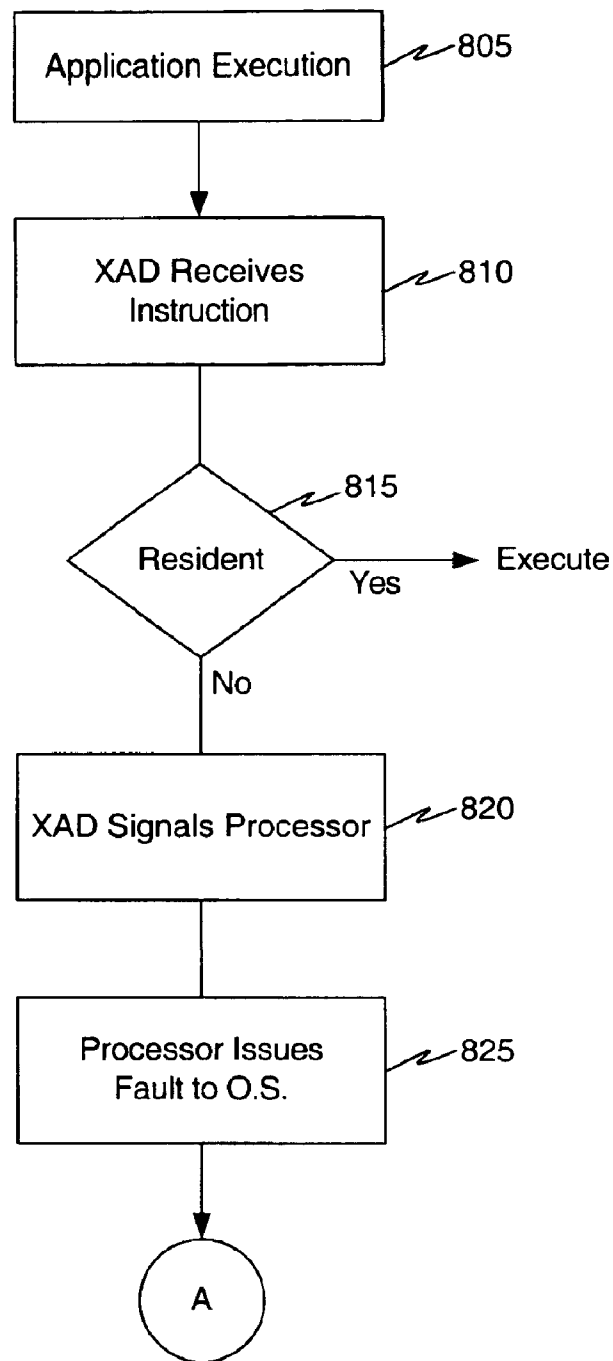 Application Execution
805
XAD Receives
Instruction
810
815
Resident
Yes
Execute
No
XAD Signals Processor
820
Processor Issues
Fault to O.S.
825
A